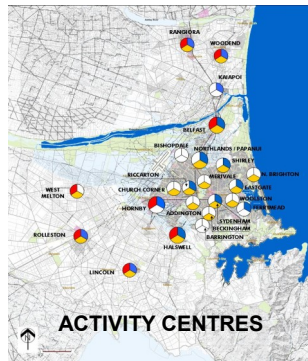 RANGIORA
WOODEND
KAIAPOI
BELFAST
NORTHLANDS / PAPANUI
BISHOPDALE
SHIRLEY
MERIVALE
N. BRIGHTON
RICCARTON
CHURCH CORNER
EASTGATE
WEST
MELTON
WOOLSTON
FERRYMEAD
HORNBY
ADDINGTON
SYDENHAM
BECKINGHAM
BARRINGTON
ROLLESTON
HALSWELL
LINCOLN
ACTIVITY CENTRES